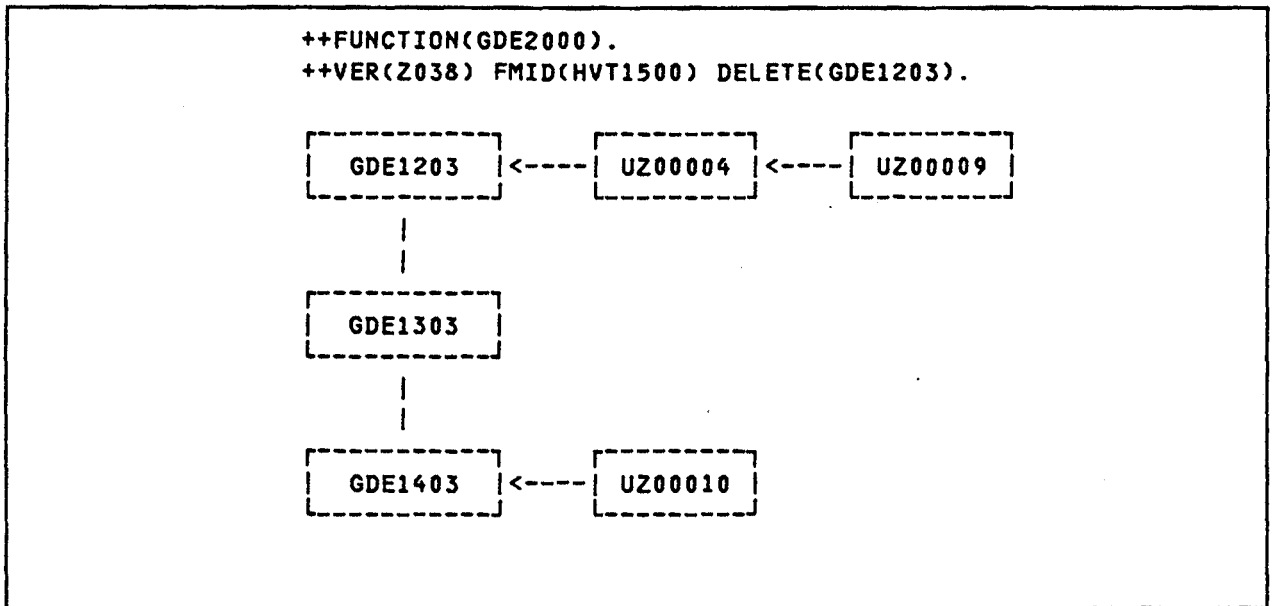 ++FUNCTION(GDE2000).
++VER(Z038) FMID(HVT1500) DELETE(GDE1203).
GDE1203 <---- UZ00004 <---- UZ00009
GDE1303
GDE1403 <---- UZ00010